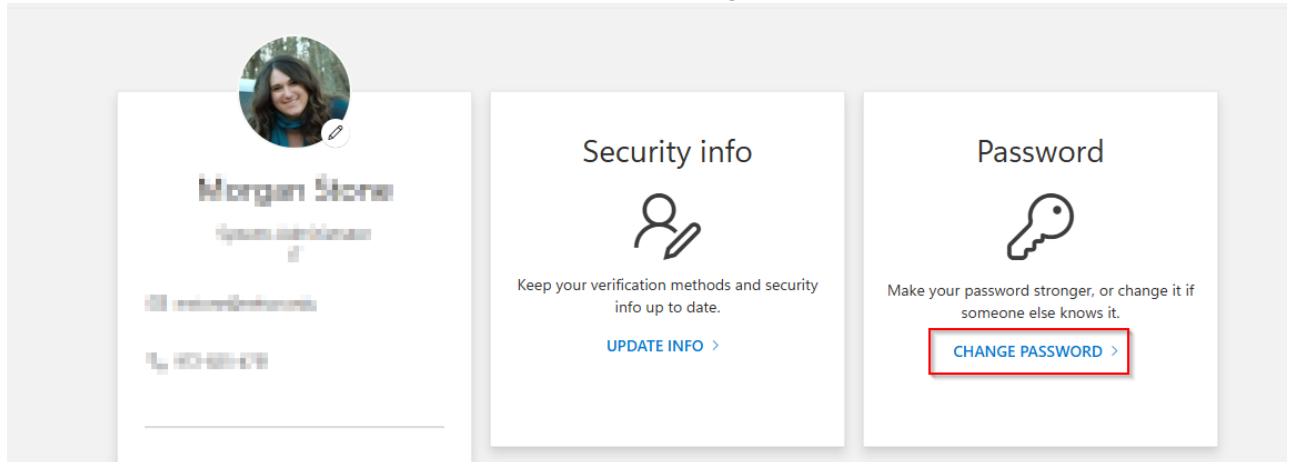 Security info
Keep your verification methods and security
info up to date.
UPDATE INFO >
Password
Make your password stronger, or change it if
someone else knows it.
CHANGE PASSWORD >